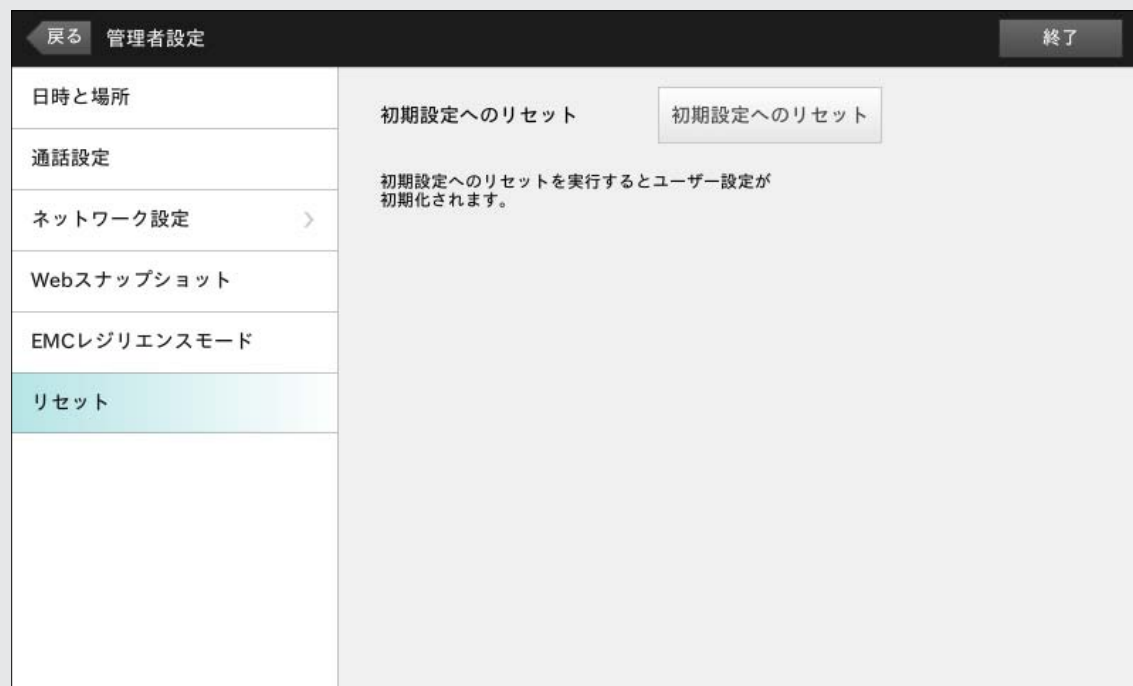 戻る 管理者設定 終了
日時と場所
通話設定
ネットワーク設定
Webスナップショット
EMCレジリエンスモード
リセット
初期設定へのリセット 初期設定へのリセット
初期設定へのリセットを実行するとユーザー設定が
初期化されます。